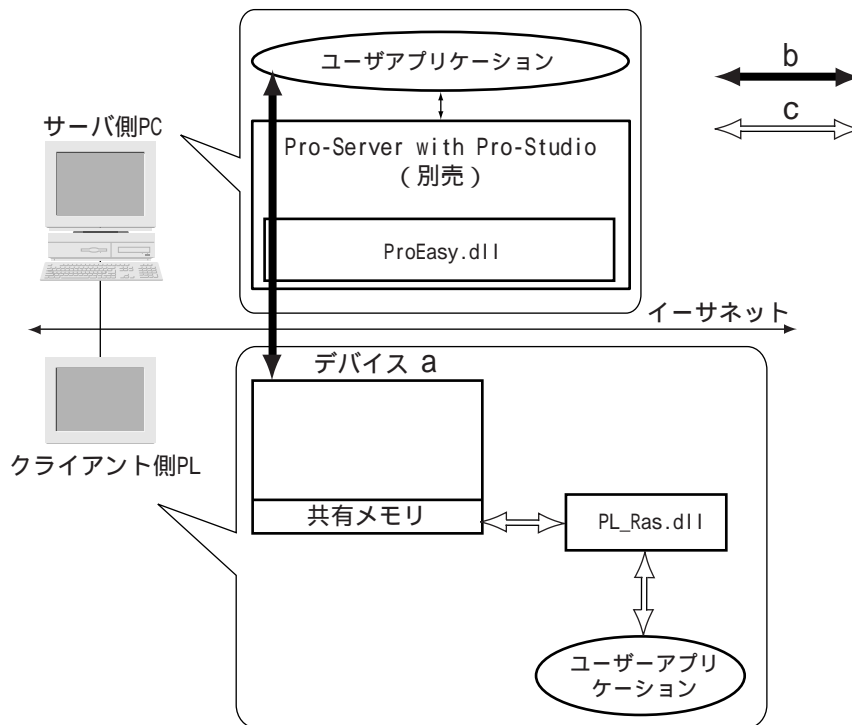 ユーザアプリケーション
b
c
サーバ側PC
Pro-Server with Pro-Studio
(別売)
ProEasy.dll
イーサネット
デバイス a
クライアント側PL
共有メモリ
PL_Ras.dll
ユーザーアプリ
ケーション